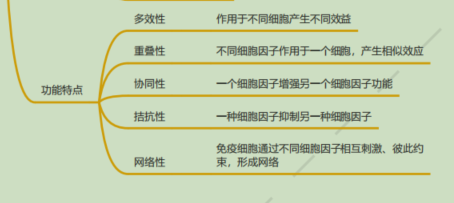 多效性 作用于不同细胞产生不同效益
重叠性 不同细胞因子作用于一个细胞，产生相似效应
协同性 一个细胞因子增强另一个细胞因子功能
功能特点
拮抗性 一种细胞因子抑制另一种细胞因子
免疫细胞通过不同细胞因子相互刺激、彼此约
网络性 束，形成网络